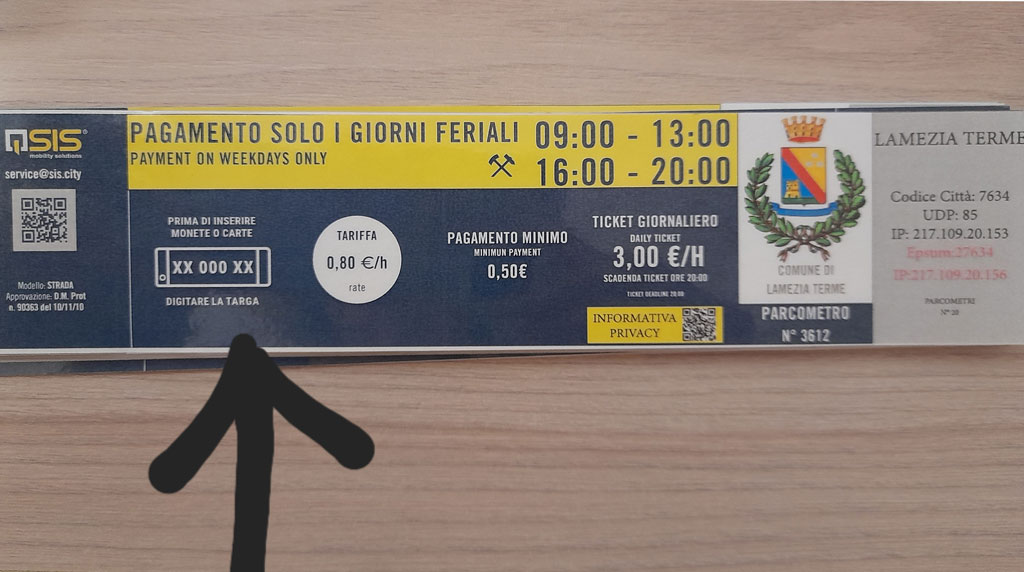 SIS
mobility solutions
service@sis.city
Modello: STRADA
Approvazione: D.M. Prot
n. 90363 del 10/11/10
PAGAMENTO SOLO I GIORNI FERIALI 09:00 - 13:00
PAYMENT ON WEEKDAYS ONLY 16:00 - 20:00
PRIMA DI INSERIRE
MONETE O CARTE
XX 000 XX
DIGITARE LA TARGA
TARIFFA
0,80 €/h
rate
PAGAMENTO MINIMO
MINIMUN PAYMENT
0,50€
TICKET GIORNALIERO
DAILY TICKET
3,00 €/H
SCADENZA TICKET ORE 20:00
TICKET DEADLINE 20:00
INFORMATIVA
PRIVACY
COMUNE DI
LAMEZIA TERME
PARCOMETRO
N° 3612
LAMEZIA TERME
Codice Città: 7634
UDP: 85
IP: 217.109.20.153
Epsum:27634
IP:217.109.20.156
PARCOMETRI
N° 20